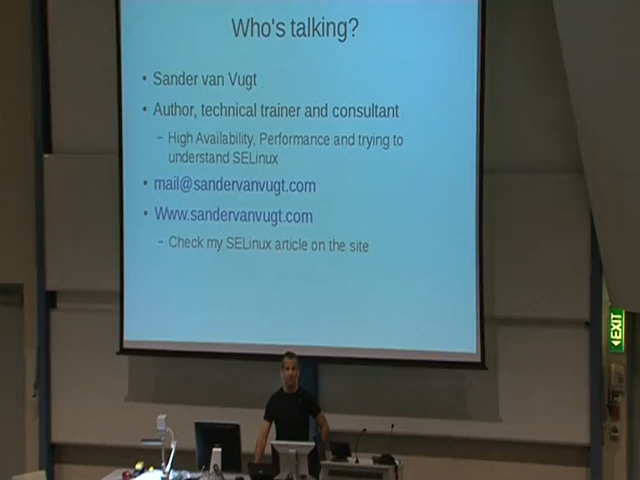 Who's talking?
• Sander van Vugt
• Author, technical trainer and consultant
– High Availability, Performance and trying to
understand SELinux
• mail@sandervanvugt.com
• Www.sandervanvugt.com
– Check my SELinux article on the site
EXIT